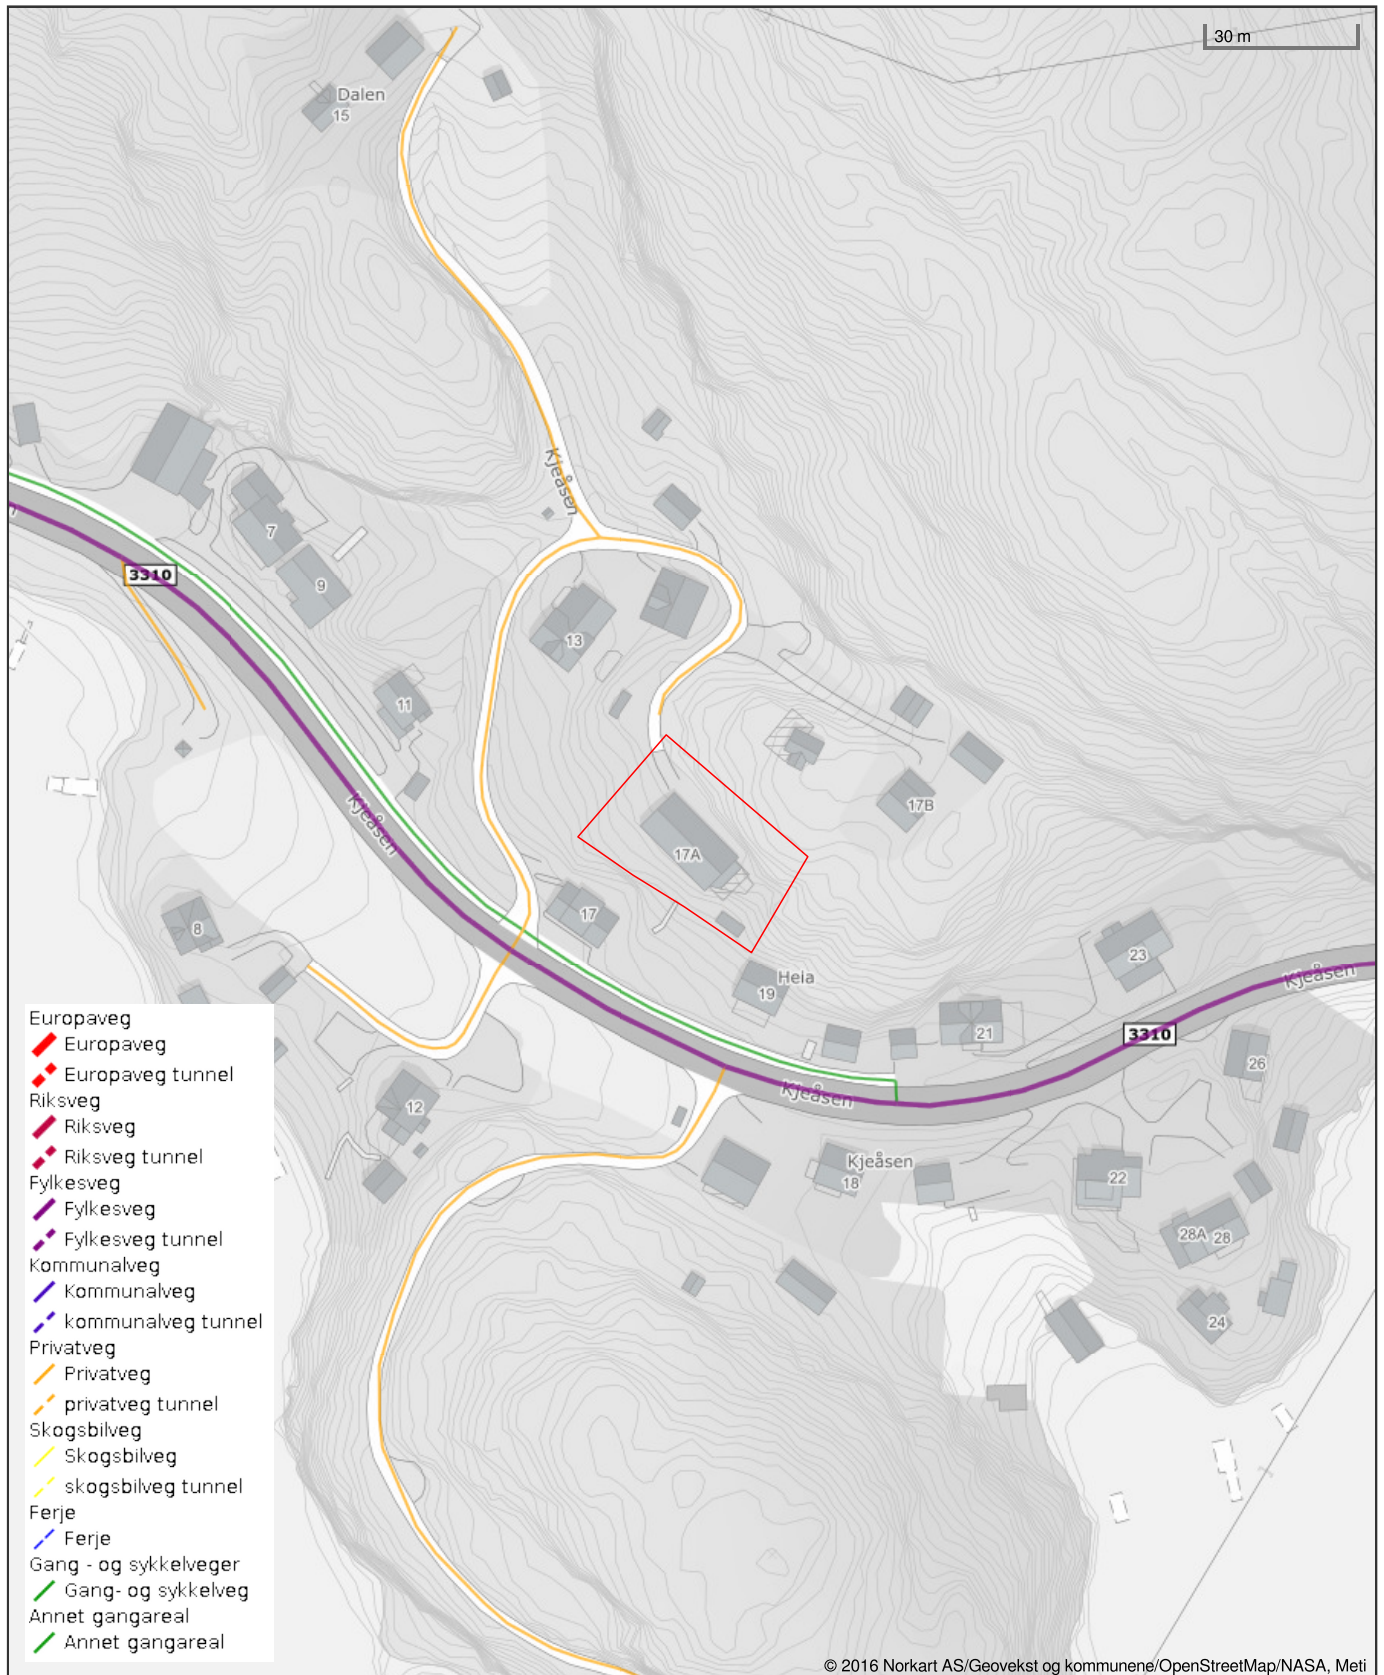 30 m
Dalen
15
Kjeåsen
7
9
3310
13
11
17B
Kjeåsen
17A
17
8
23
Heia
19
Kjeåsen
21
3310
26
Kjeåsen
12
Kjeåsen
18
22
28A 28
24
Europaveg
Europaveg
Europaveg tunnel
Riksveg
Riksveg
Riksveg tunnel
Fylkesveg
Fylkesveg
Fylkesveg tunnel
Kommunalveg
Kommunalveg
kommunalveg tunnel
Privatveg
Privatveg
privatveg tunnel
Skogsbilveg
Skogsbilveg
skogsbilveg tunnel
Ferje
Ferje
Gang - og sykkelveger
Gang- og sykkelveg
Annet gangareal
Annet gangareal
© 2016 Norkart AS/Geovekst og kommunene/OpenStreetMap/NASA, Meti